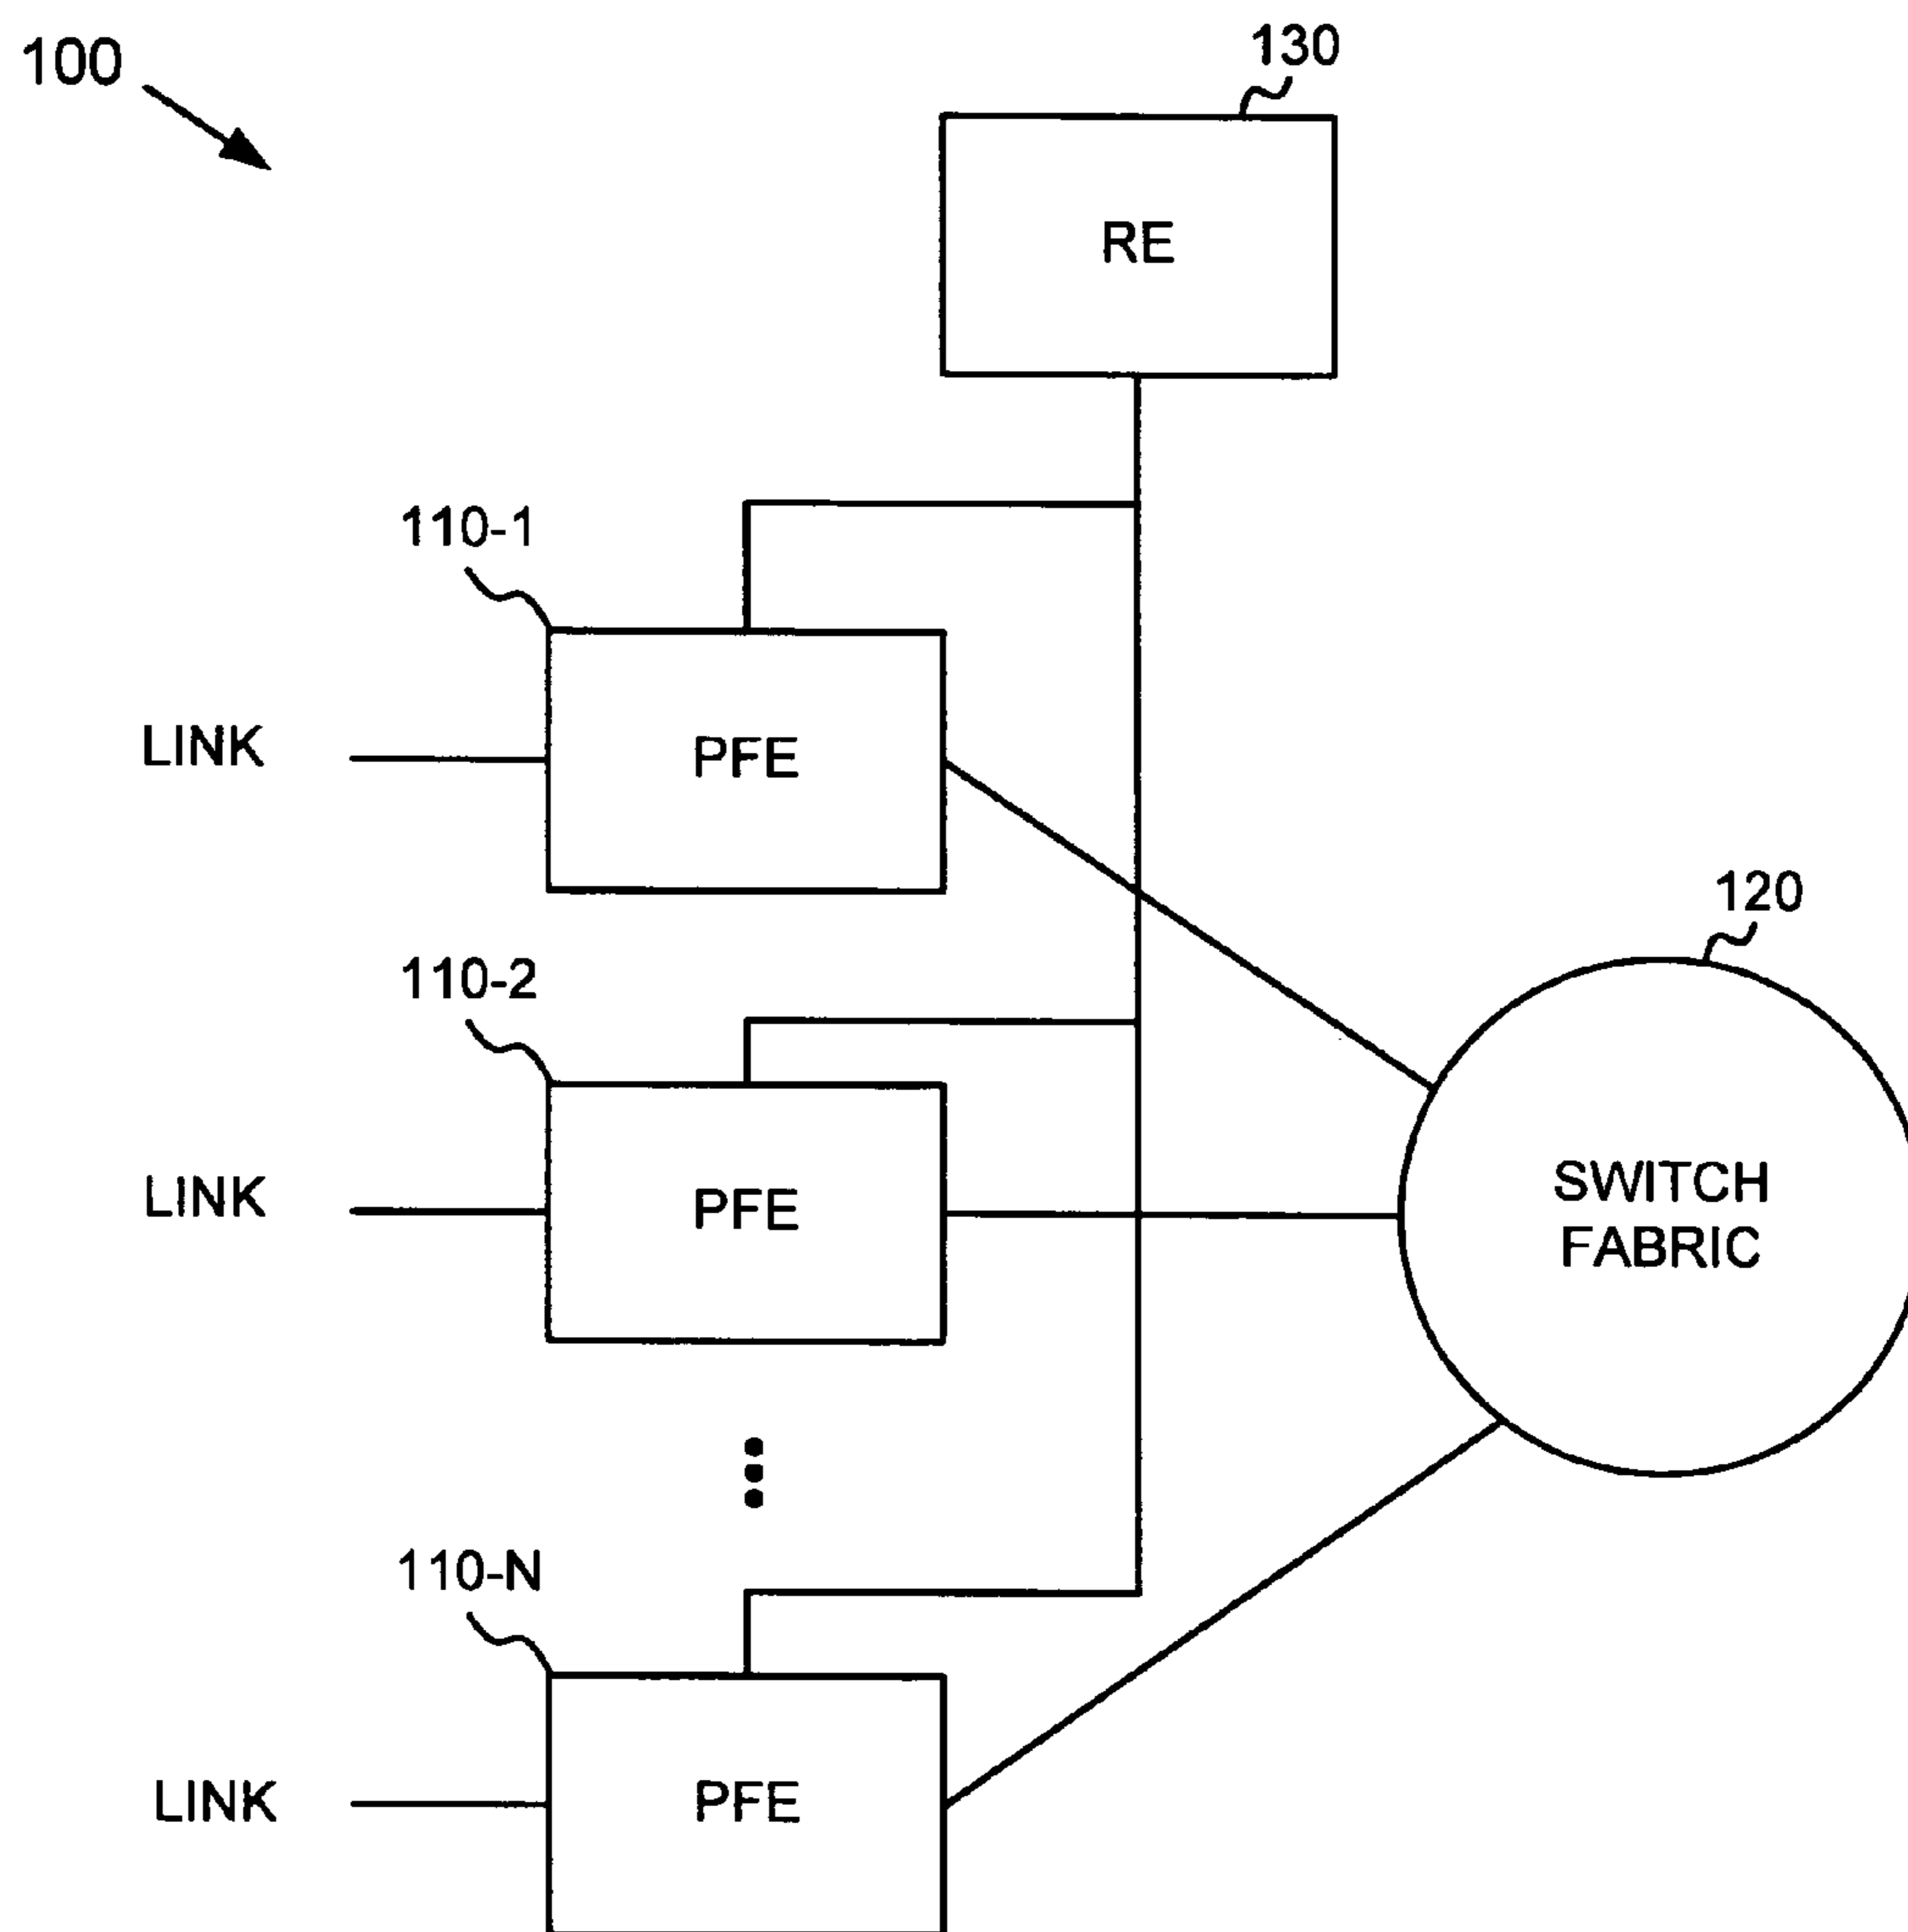 100
130
RE
110-1
LINK
PFE
120
110-2
LINK
PFE
SWITCH
FABRIC
110-N
LINK
PFE